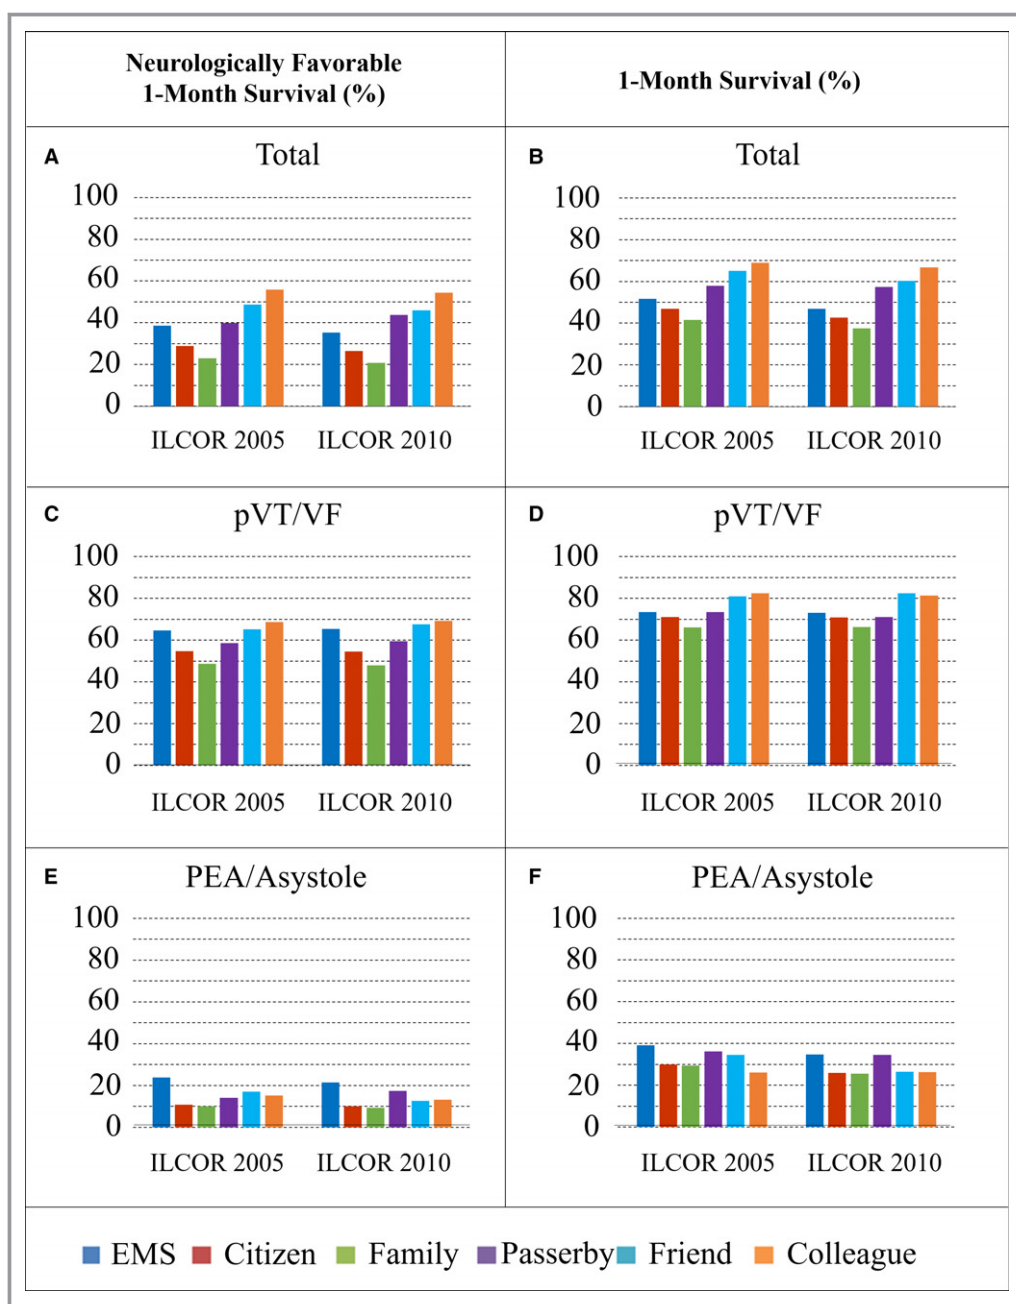 Neurologically Favorable
1-Month Survival (%)
1-Month Survival (%)
A
Total
100
80
60
40
20
0
ILCOR 2005
ILCOR 2010
B
Total
100
80
60
40
20
0
ILCOR 2005
ILCOR 2010
C
pVT/VF
100
80
60
40
20
0
ILCOR 2005
ILCOR 2010
D
pVT/VF
100
80
60
40
20
0
ILCOR 2005
ILCOR 2010
E
PEA/Asystole
100
80
60
40
20
0
ILCOR 2005
ILCOR 2010
F
PEA/Asystole
100
80
60
40
20
0
ILCOR 2005
ILCOR 2010
EMS Citizen Family Passerby Friend Colleague